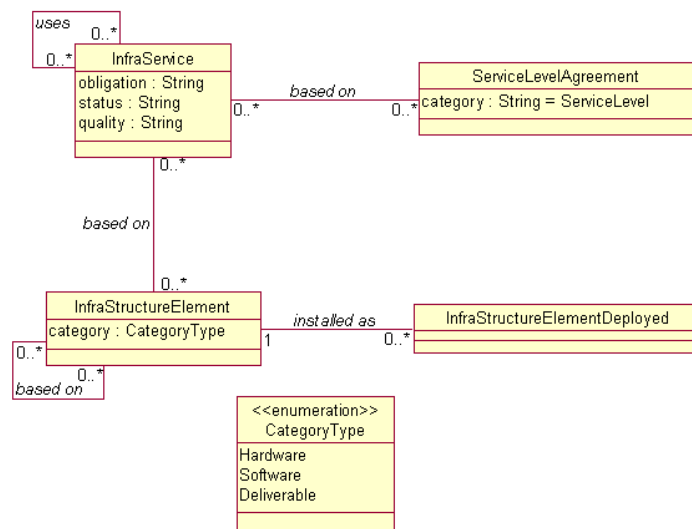 uses
0..*
0..*
InfraService
obligation : String
status : String
quality : String
0..*
based on
0..*
ServiceLevelAgreement
category : String = ServiceLevel
0..*
based on
0..*
InfraStructureElement
category : CategoryType
0..*
0..*
based on
1
installed as
0..*
InfraStructureElementDeployed
<<enumeration>>
CategoryType
Hardware
Software
Deliverable